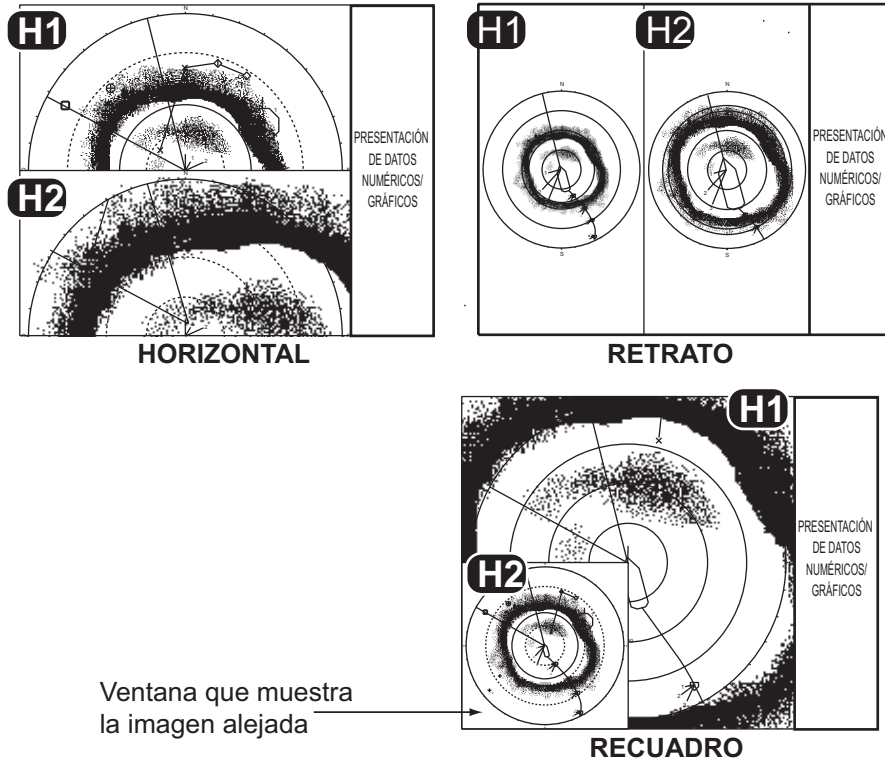 H1
N
PRESENTACIÓN
DE DATOS
NUMÉRICOS/
GRÁFICOS
H2
N
HORIZONTAL
H1
N
S
H2
N
S
PRESENTACIÓN
DE DATOS
NUMÉRICOS/
GRÁFICOS
RETRATO
H1
PRESENTACIÓN
DE DATOS
NUMÉRICOS/
GRÁFICOS
H2
Ventana que muestra
la imagen alejada
RECUADRO